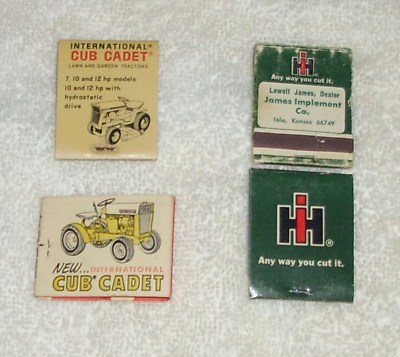 INTERNATIONAL®
CUB CADET®
LAWN AND GARDEN TRACTORS
7, 10 and 12 hp models
10 and 12 hp with
hydrostatic
drive
IH
Any way you cut it.
Lewell James, Dealer
James Implement
Co.
Iola, Kansas 66749
NEW... INTERNATIONAL
CUB® CADET
IH®
Any way you cut it.